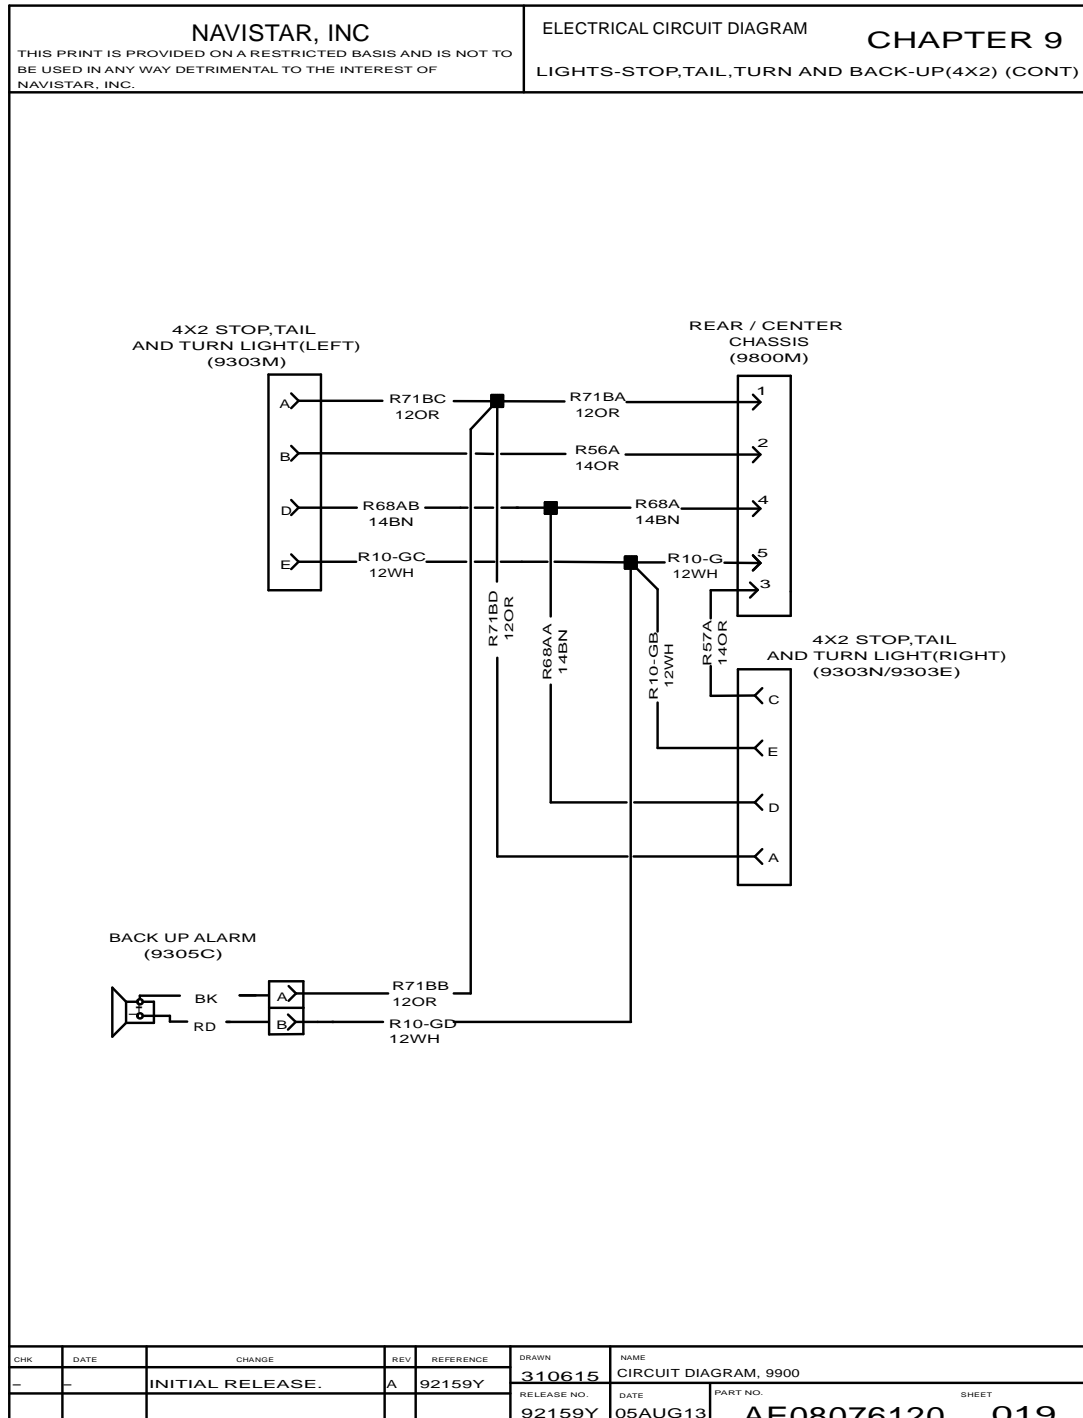 NAVISTAR, INC
THIS PRINT IS PROVIDED ON A RESTRICTED BASIS AND IS NOT TO
BE USED IN ANY WAY DETRIMENTAL TO THE INTEREST OF
NAVISTAR, INC.
ELECTRICAL CIRCUIT DIAGRAM
CHAPTER 9
LIGHTS-STOP,TAIL,TURN AND BACK-UP(4X2) (CONT)
4X2 STOP,TAIL
AND TURN LIGHT(LEFT)
(9303M)
REAR / CENTER
CHASSIS
(9800M)
A
R71BC
12OR
R71BA
12OR
1
B
R56A
14OR
2
D
R68AB
14BN
R68A
14BN
4
E
R10-GC
12WH
R10-G
12WH
5
3
R71BD
12OR
R68AA
14BN
R10-GB
12WH
R57A
14OR
4X2 STOP,TAIL
AND TURN LIGHT(RIGHT)
(9303N/9303E)
C
E
D
A
BACK UP ALARM
(9305C)
BK
A
R71BB
12OR
RD
B
R10-GD
12WH
CHK
DATE
CHANGE
REV
REFERENCE
DRAWN
NAME
–
–
INITIAL RELEASE.
A
92159Y
310615
CIRCUIT DIAGRAM, 9900
RELEASE NO.
DATE
PART NO.
SHEET
92159Y
05AUG13
AE08076120
019